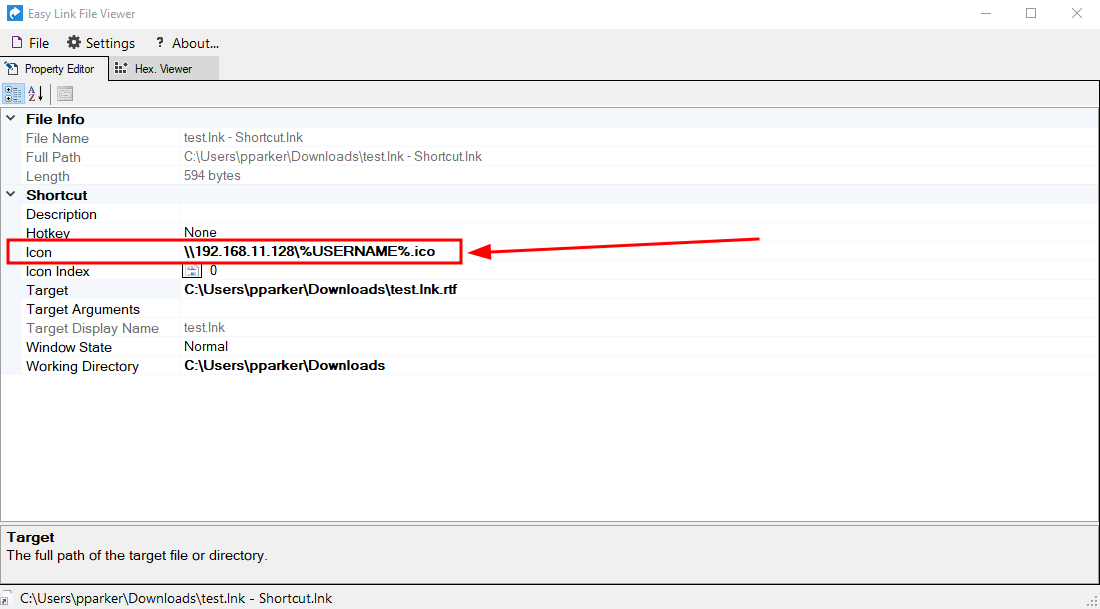 Easy Link File Viewer
File Settings ? About...
Property Editor Hex. Viewer
File Info
File Name test.lnk - Shortcut.lnk
Full Path C:\Users\pparker\Downloads\test.lnk - Shortcut.lnk
Length 594 bytes
Shortcut
Description
Hotkey None
Icon \\192.168.11.128\%USERNAME%.ico
Icon Index 0
Target C:\Users\pparker\Downloads\test.lnk.rtf
Target Arguments
Target Display Name test.lnk
Window State Normal
Working Directory C:\Users\pparker\Downloads
Target
The full path of the target file or directory.
C:\Users\pparker\Downloads\test.lnk - Shortcut.lnk